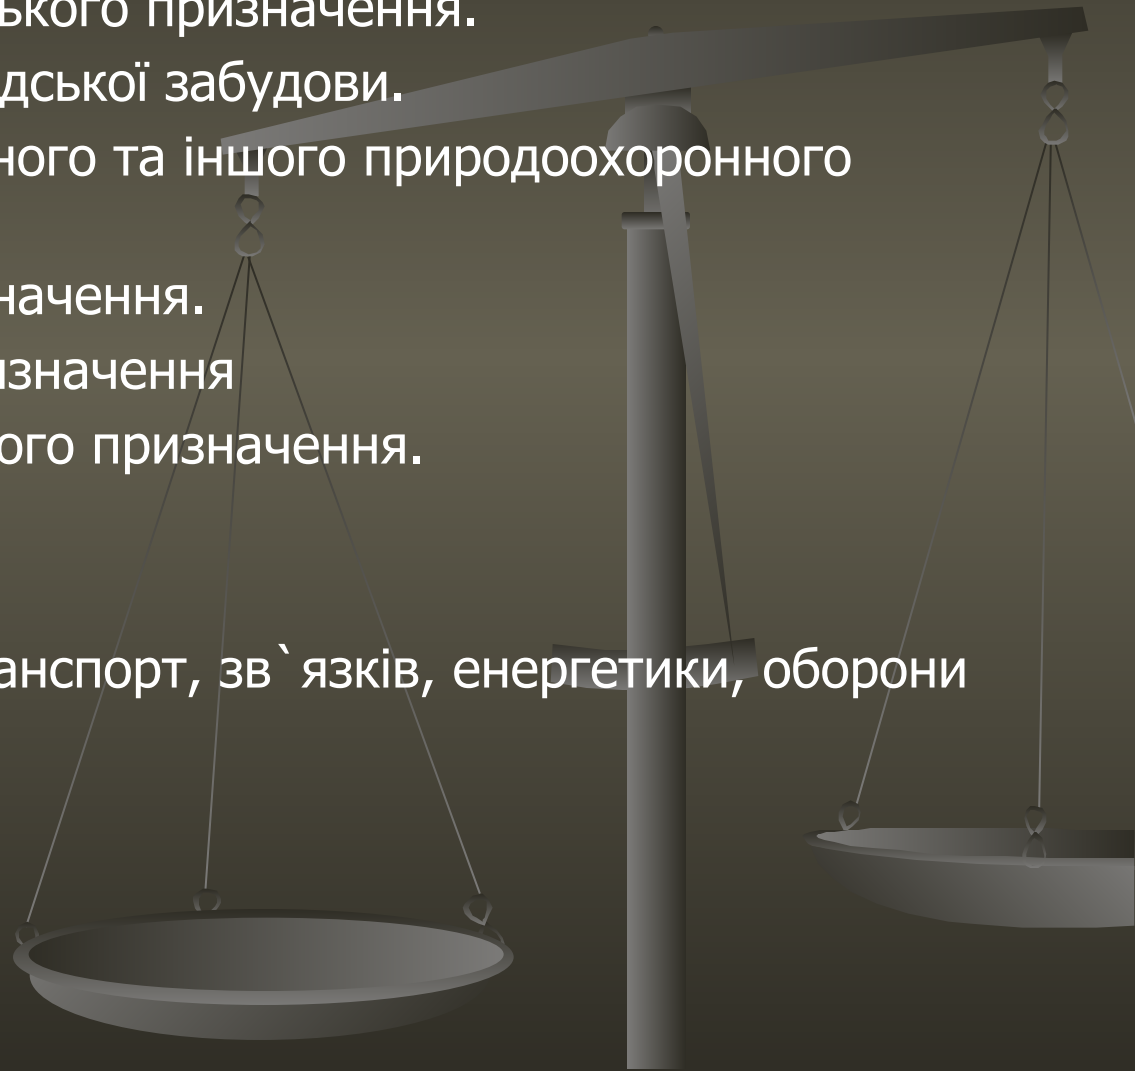 ького призначення.
дської забудови.
ного та іншого природоохоронного
начення.
изначення
ого призначення.
анспорт, зв`язків, енергетики, оборони